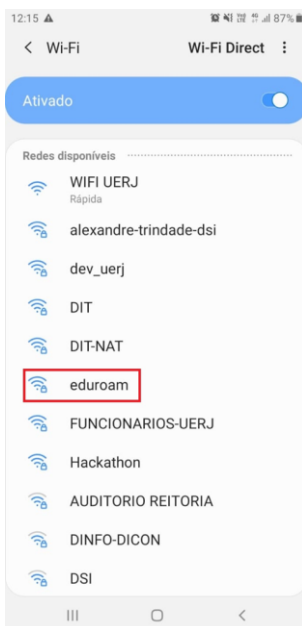 12:15 87%
Wi-Fi Wi-Fi Direct
Ativado
Redes disponíveis
WIFI UERJ
Rápida
alexandre-trindade-dsi
dev_uerj
DIT
DIT-NAT
eduroam
FUNCIONARIOS-UERJ
Hackathon
AUDITORIO REITORIA
DINFO-DICON
DSI